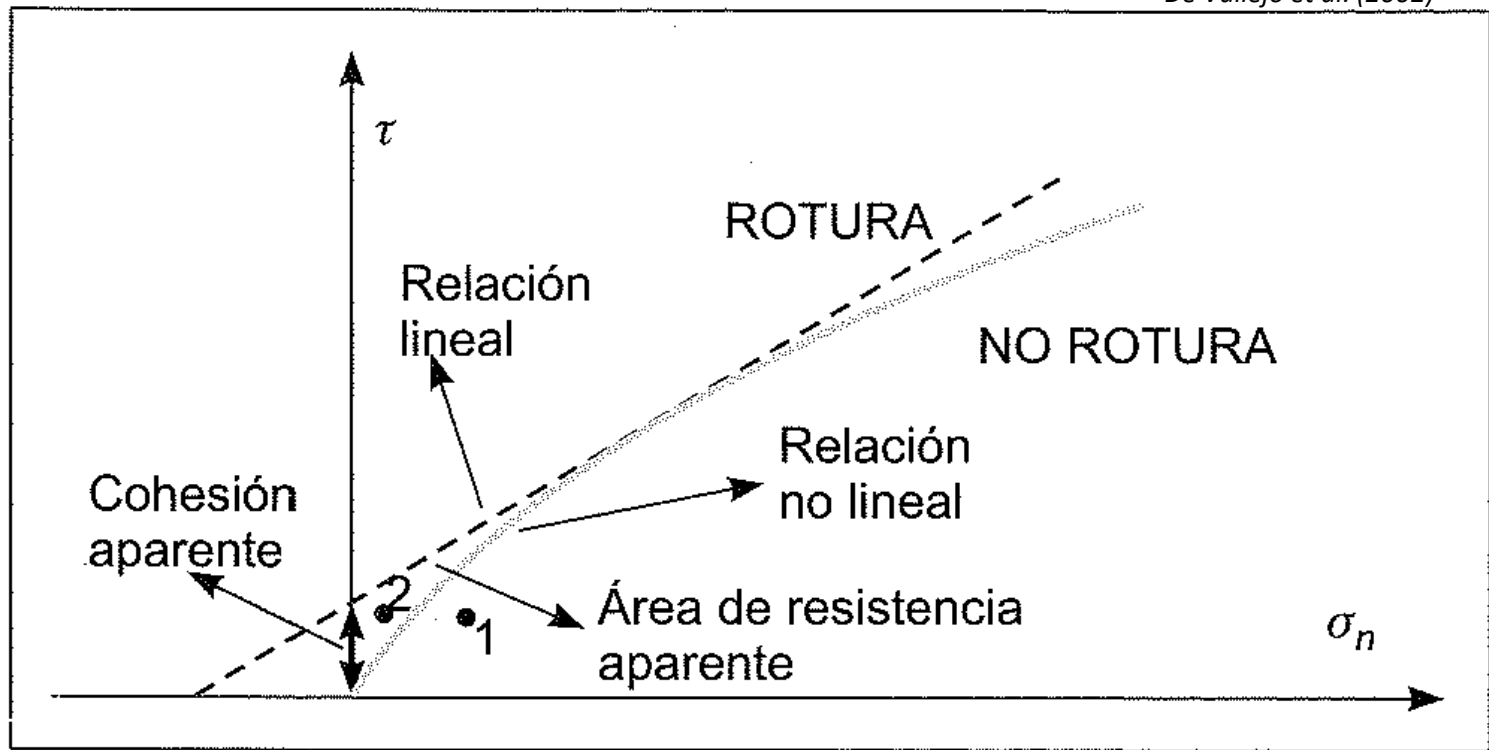 τ
ROTURA
Relación
lineal
NO ROTURA
Relación
no lineal
Cohesión
aparente
2
1
Área de resistencia
aparente
σn